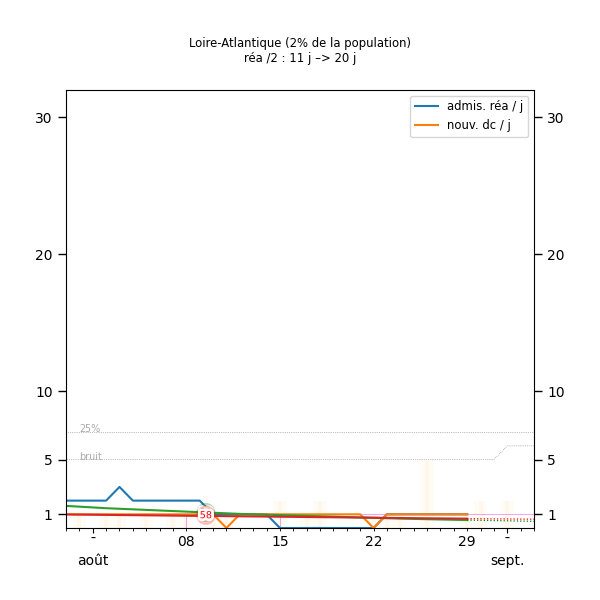 Loire-Atlantique (2% de la population)
réa /2 : 11 j –> 20 j
admis. réa / j
nouv. dc / j
30
30
20
20
10
10
25%
5
bruit
5
1
58
1
-
08
15
22
29
-
août
sept.